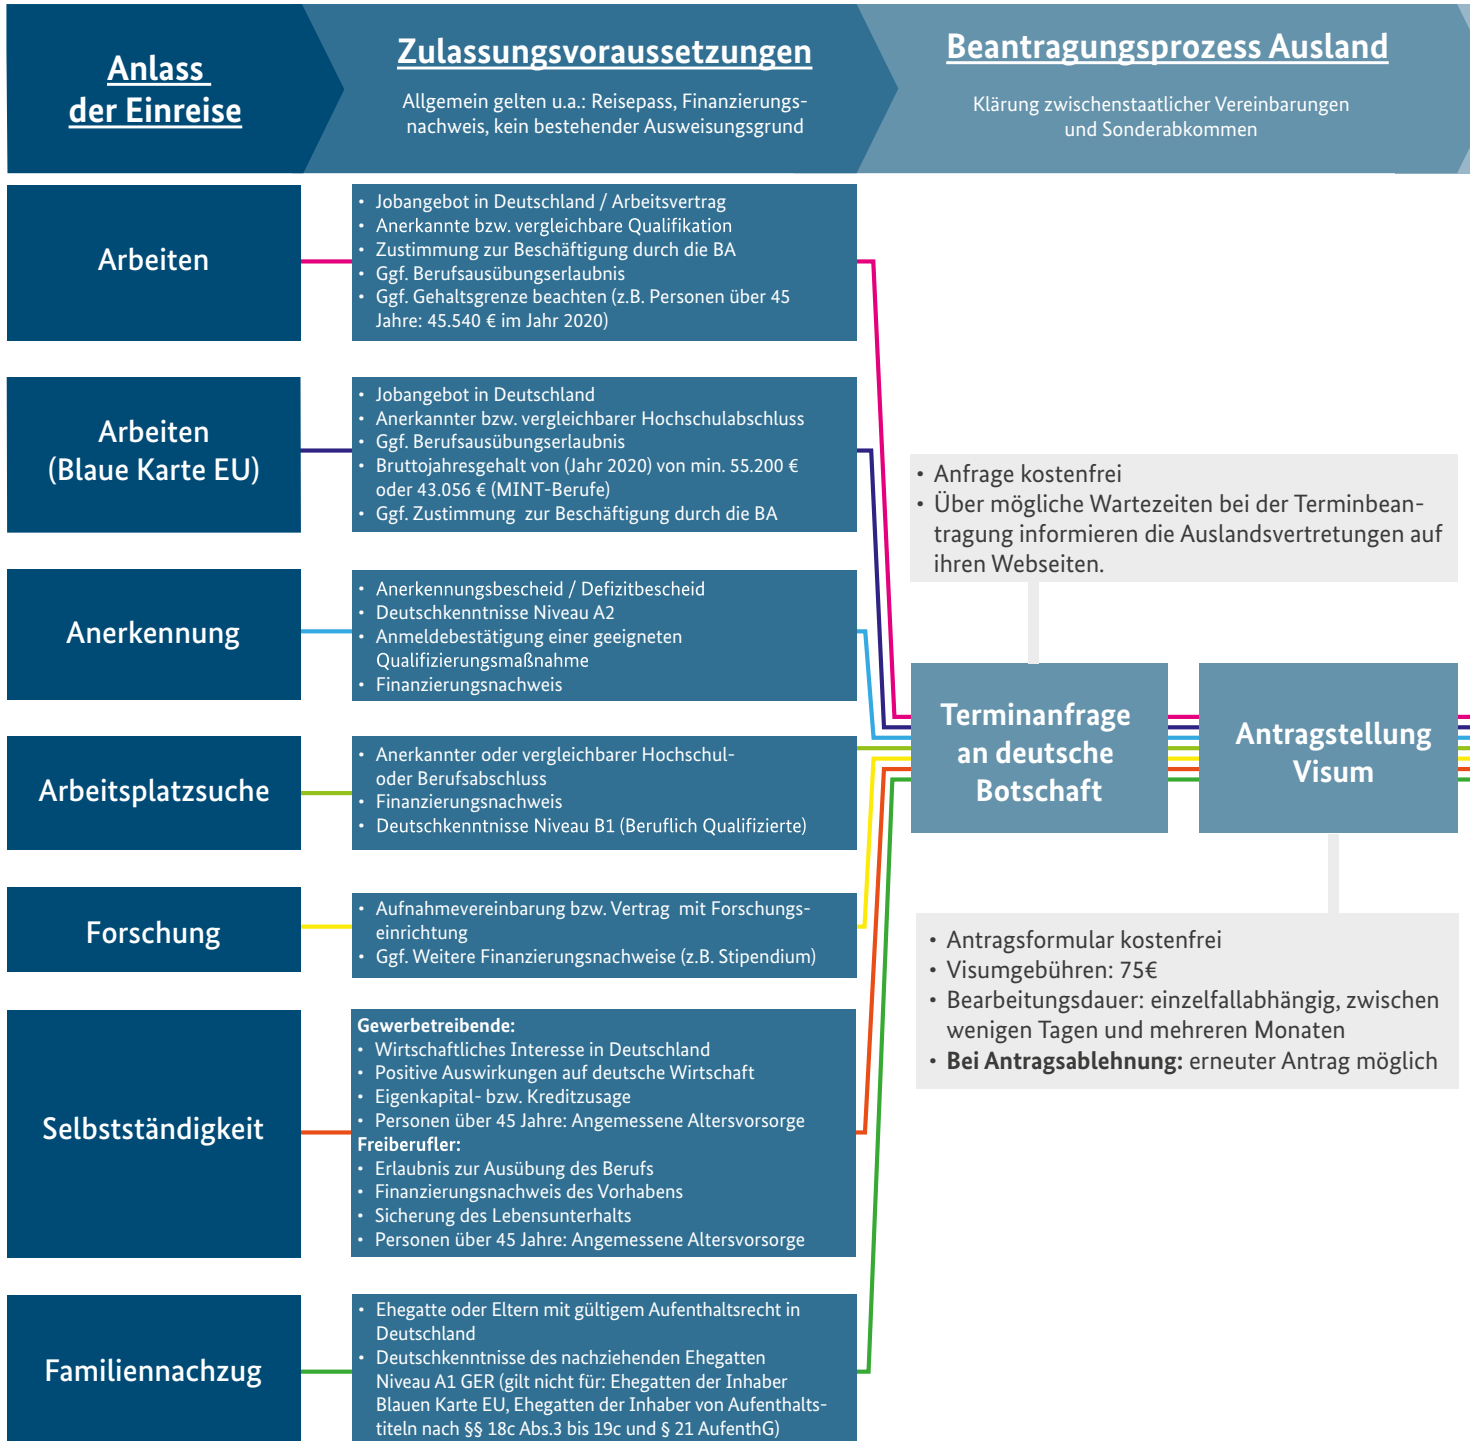 Anlass
der Einreise
Zulassungsvoraussetzungen
Allgemein gelten u.a.: Reisepass, Finanzierungs-
nachweis, kein bestehender Ausweisungsgrund
Beantragungsprozess Ausland
Klärung zwischenstaatlicher Vereinbarungen
und Sonderabkommen
Arbeiten
• Jobangebot in Deutschland / Arbeitsvertrag
• Anerkannte bzw. vergleichbare Qualifikation
• Zustimmung zur Beschäftigung durch die BA
• Ggf. Berufsausübungserlaubnis
• Ggf. Gehaltsgrenze beachten (z.B. Personen über 45
Jahre: 45.540 € im Jahr 2020)
Arbeiten
(Blaue Karte EU)
• Jobangebot in Deutschland
• Anerkannter bzw. vergleichbarer Hochschulabschluss
• Ggf. Berufsausübungserlaubnis
• Bruttojahresgehalt von (Jahr 2020) von min. 55.200 €
oder 43.056 € (MINT-Berufe)
• Ggf. Zustimmung zur Beschäftigung durch die BA
Anerkennung
• Anerkennungsbescheid / Defizitbescheid
• Deutschkenntnisse Niveau A2
• Anmeldebestätigung einer geeigneten
Qualifizierungsmaßnahme
• Finanzierungsnachweis
Arbeitsplatzsuche
• Anerkannter oder vergleichbarer Hochschul-
oder Berufsabschluss
• Finanzierungsnachweis
• Deutschkenntnisse Niveau B1 (Beruflich Qualifizierte)
Forschung
• Aufnahmevereinbarung bzw. Vertrag mit Forschungs-
einrichtung
• Ggf. Weitere Finanzierungsnachweise (z.B. Stipendium)
Selbstständigkeit
Gewerbetreibende:
• Wirtschaftliches Interesse in Deutschland
• Positive Auswirkungen auf deutsche Wirtschaft
• Eigenkapital- bzw. Kreditzusage
• Personen über 45 Jahre: Angemessene Altersvorsorge
Freiberufler:
• Erlaubnis zur Ausübung des Berufs
• Finanzierungsnachweis des Vorhabens
• Sicherung des Lebensunterhalts
• Personen über 45 Jahre: Angemessene Altersvorsorge
Familiennachzug
• Ehegatte oder Eltern mit gültigem Aufenthaltsrecht in
Deutschland
• Deutschkenntnisse des nachziehenden Ehegatten
Niveau A1 GER (gilt nicht für: Ehegatten der Inhaber
Blauen Karte EU, Ehegatten der Inhaber von Aufenthalts-
titeln nach §§ 18c Abs.3 bis 19c und § 21 AufenthG)
• Anfrage kostenfrei
• Über mögliche Wartezeiten bei der Terminbean-
tragung informieren die Auslandsvertretungen auf
ihren Webseiten.
Terminanfrage
an deutsche
Botschaft
Antragstellung
Visum
• Antragsformular kostenfrei
• Visumgebühren: 75€
• Bearbeitungsdauer: einzelfallabhängig, zwischen
wenigen Tagen und mehreren Monaten
• Bei Antragsablehnung: erneuter Antrag möglich